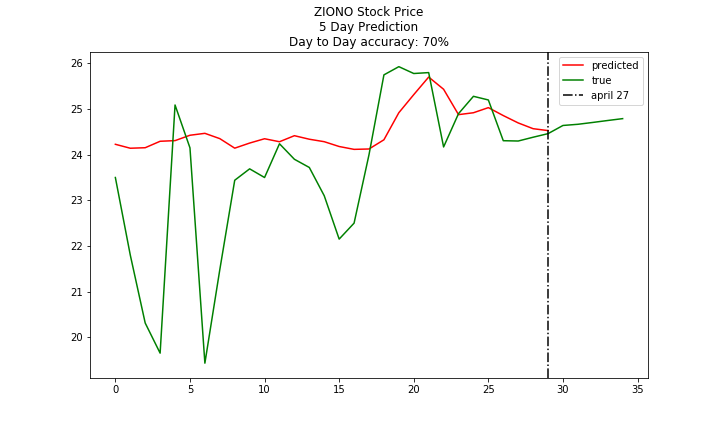 ZIONO Stock Price
5 Day Prediction
Day to Day accuracy: 70%
predicted
true
april 27
26
25
24
23
22
21
20
0 5 10 15 20 25 30 35